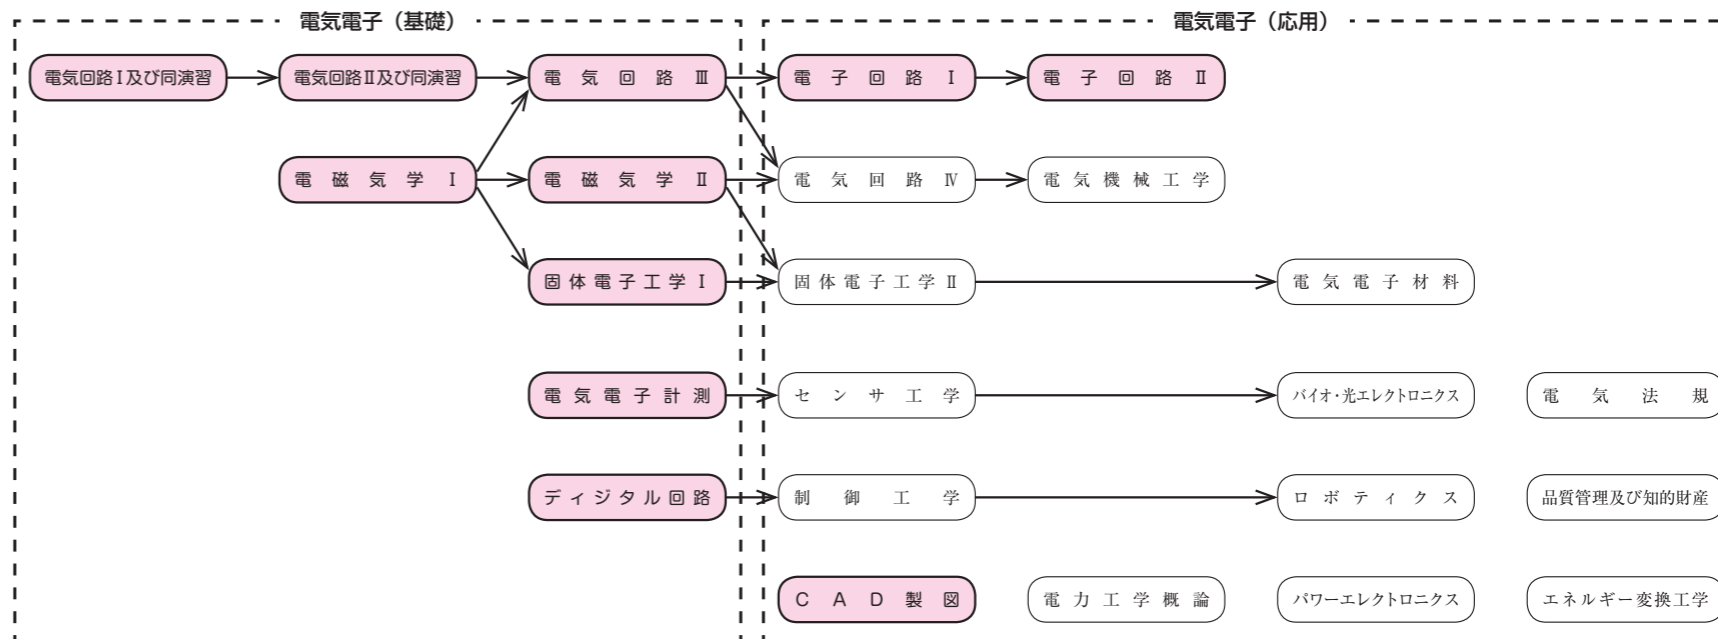 電気電子（基礎）
電気電子（応用）
電気回路Ⅰ及び同演習
電気回路Ⅱ及び同演習
電気回路Ⅲ
電子回路Ⅰ
電子回路Ⅱ
電磁気学Ⅰ
電磁気学Ⅱ
電気回路Ⅳ
電気機械工学
固体電子工学Ⅰ
固体電子工学Ⅱ
電気電子材料
電気電子計測
センサ工学
バイオ・光エレクトロニクス
電気法規
ディジタル回路
制御工学
ロボティクス
品質管理及び知的財産
CAD製図
電力工学概論
パワーエレクトロニクス
エネルギー変換工学